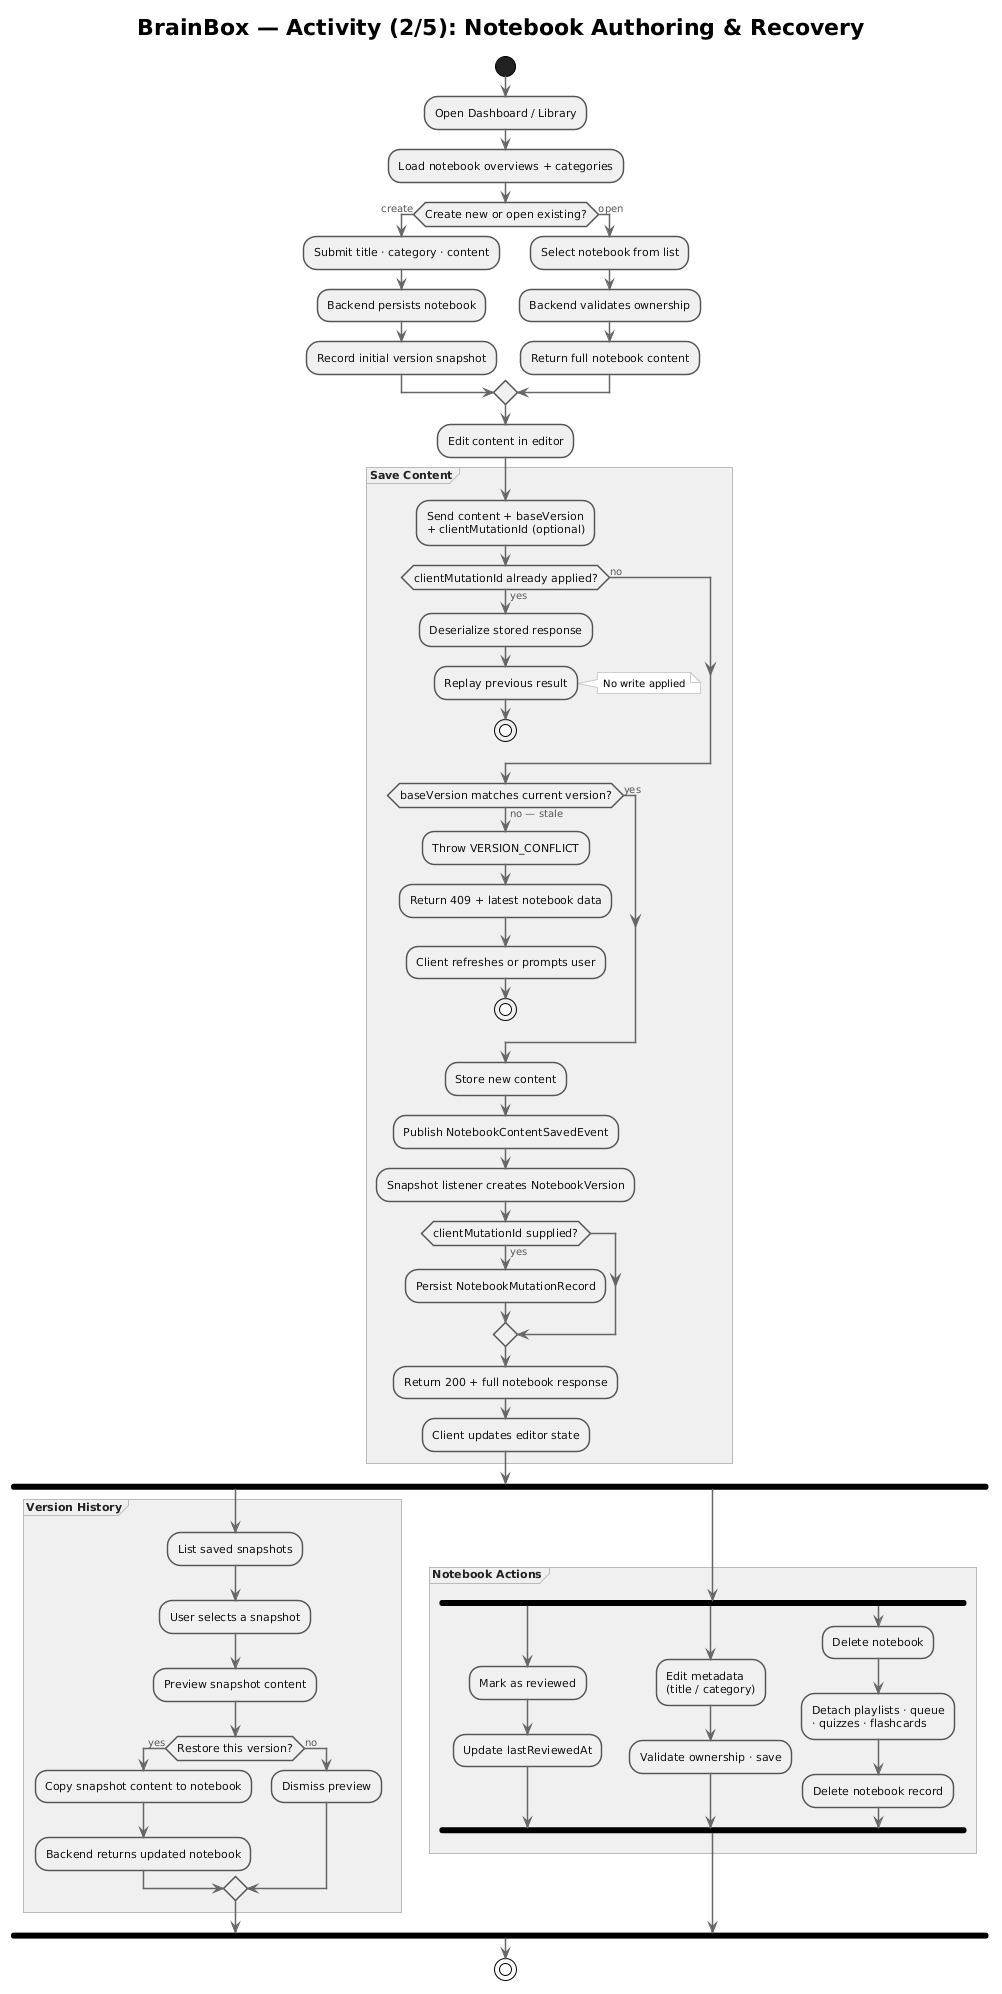 BrainBox — Activity (2/5): Notebook Authoring & Recovery
Open Dashboard / Library
Load notebook overviews + categories
Create new or open existing?
create
open
Submit title · category · content
Backend persists notebook
Record initial version snapshot
Select notebook from list
Backend validates ownership
Return full notebook content
Edit content in editor
Save Content
Send content + baseVersion
+ clientMutationId (optional)
clientMutationId already applied?
no
yes
Deserialize stored response
Replay previous result
No write applied
baseVersion matches current version?
yes
no — stale
Throw VERSION_CONFLICT
Return 409 + latest notebook data
Client refreshes or prompts user
Store new content
Publish NotebookContentSavedEvent
Snapshot listener creates NotebookVersion
clientMutationId supplied?
yes
Persist NotebookMutationRecord
Return 200 + full notebook response
Client updates editor state
Version History
List saved snapshots
User selects a snapshot
Preview snapshot content
Restore this version?
yes
no
Copy snapshot content to notebook
Backend returns updated notebook
Dismiss preview
Notebook Actions
Mark as reviewed
Update lastReviewedAt
Edit metadata
(title / category)
Validate ownership · save
Delete notebook
Detach playlists · queue
· quizzes · flashcards
Delete notebook record